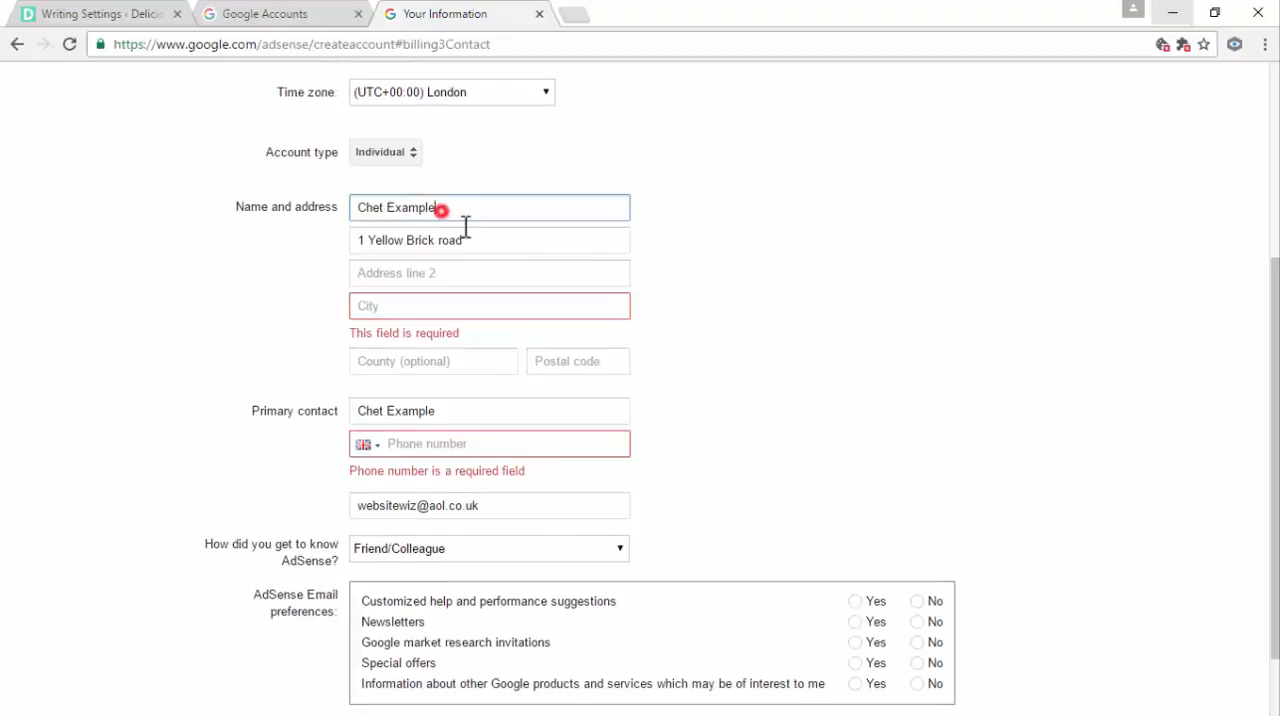 Writing Settings ‹ Delicio
Google Accounts
Your Information
https://www.google.com/adsense/createaccount#billing3Contact
Time zone: (UTC+00:00) London
Account type Individual
Name and address Chet Example
1 Yellow Brick road
Address line 2
City
This field is required
County (optional) Postal code
Primary contact Chet Example
Phone number
Phone number is a required field
websitewiz@aol.co.uk
How did you get to know
AdSense?
Friend/Colleague
AdSense Email
preferences:
Customized help and performance suggestions Yes No
Newsletters Yes No
Google market research invitations Yes No
Special offers Yes No
Information about other Google products and services which may be of interest to me Yes No